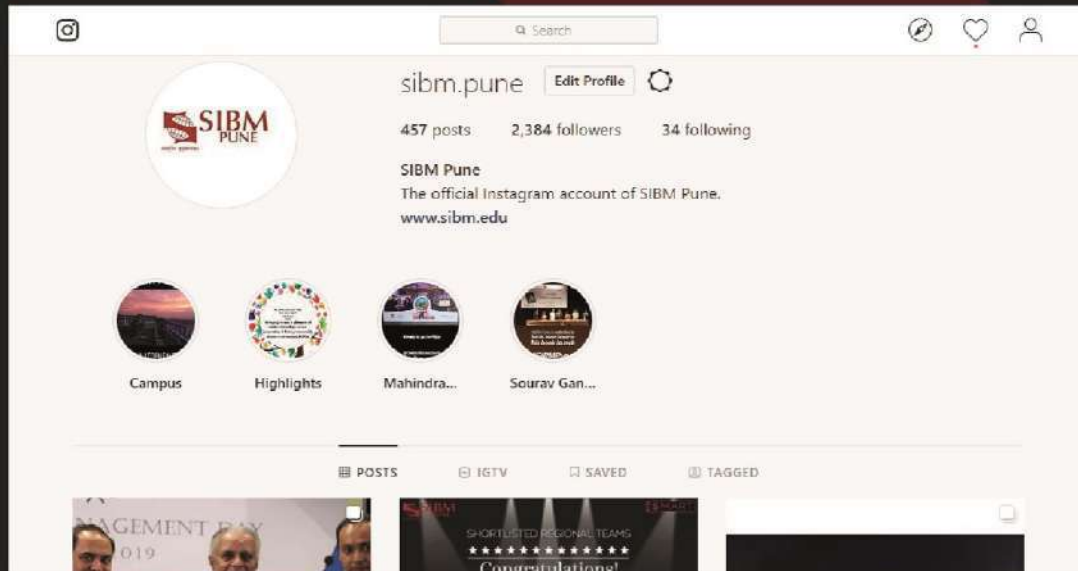 Search
sibm.pune Edit Profile
457 posts 2,384 followers 34 following
SIBM Pune
The official Instagram account of SIBM Pune.
www.sibm.edu
SIBM
PUNE
Campus Highlights Mahindra... Sourav Gan...
POSTS IGTV SAVED TAGGED
NAGEMENT DAY
2019
SIBM
SHORTLISTED REGIONAL TEAMS
Congratulations!